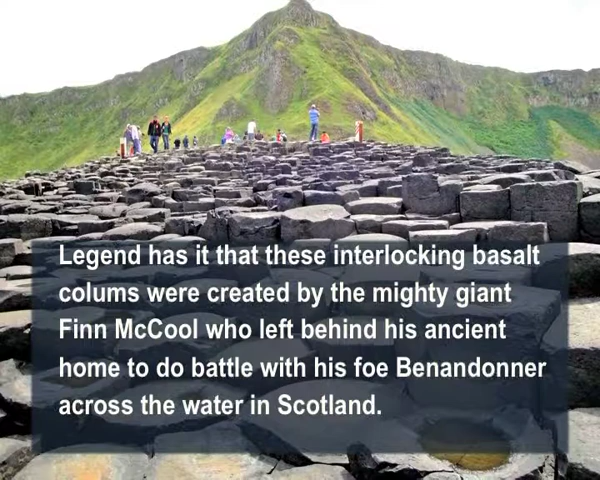 Legend has it that these interlocking basalt
colums were created by the mighty giant
Finn McCool who left behind his ancient
home to do battle with his foe Benandonner
across the water in Scotland.